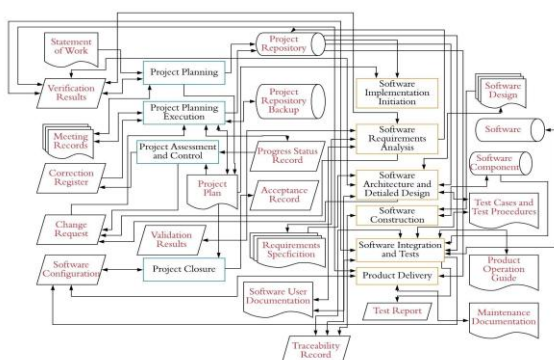 Statement
of Work
Project
Repository
Project Planning
Verification
Results
Project Planning
Execution
Project
Repository
Backup
Software
Implementation
Initiation
Software
Design
Meeting
Records
Software
Requirements
Analysis
Software
Project Assessment
and Control
Progress Status
Record
Software
Component
Correction
Register
Project
Plan
Acceptance
Record
Software
Architecture and
Detialed Design
Test Cases and
Test Procedures
Software
Construction
Change
Request
Validation
Results
Requirements
Specficition
Software Integration
and Tests
Software
Configuration
Project Closure
Product
Operation
Guide
Product Delivery
Software User
Documentation
Test Report
Maintenance
Documentation
Traceability
Record